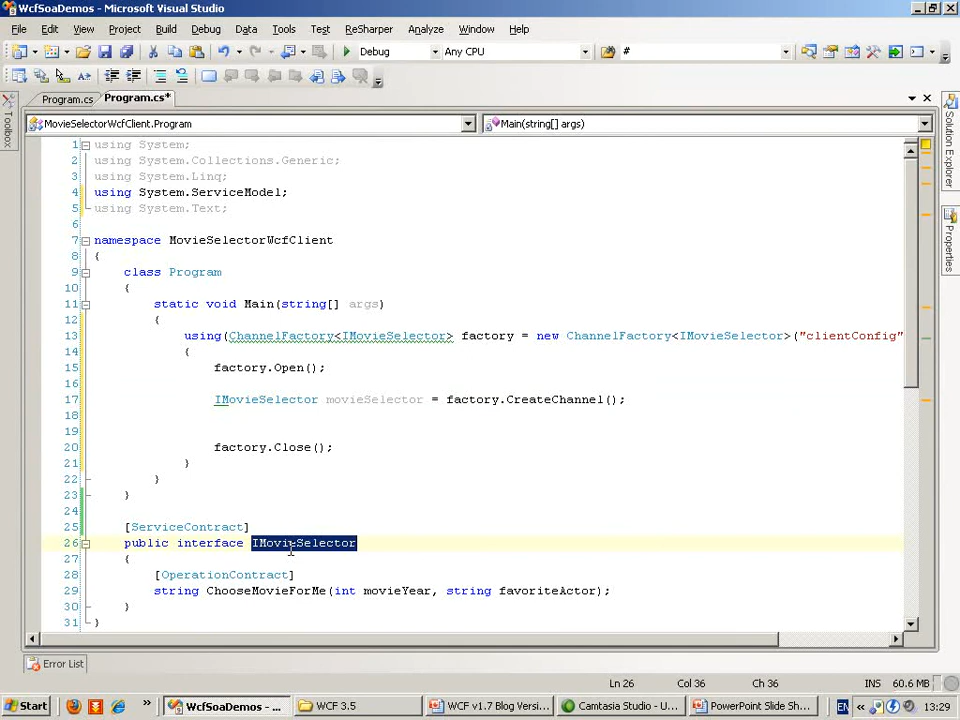 WcfSoaDemos - Microsoft Visual Studio
File Edit View Project Build Debug Data Tools Test ReSharper Analyze Window Help
Debug Any CPU #
Program.cs Program.cs*
MovieSelectorWcfClient.Program Main(string[] args)
Toolbox
Solution Explorer
Properties
1 using System;
2 using System.Collections.Generic;
3 using System.Linq;
4 using System.ServiceModel;
5 using System.Text;
6
7 namespace MovieSelectorWcfClient
8 {
9 class Program
10 {
11 static void Main(string[] args)
12 {
13 using(ChannelFactory<IMovieSelector> factory = new ChannelFactory<IMovieSelector>("clientConfig"
14 {
15 factory.Open();
16
17 IMovieSelector movieSelector = factory.CreateChannel();
18
19
20 factory.Close();
21 }
22 }
23 }
24
25 [ServiceContract]
26 public interface IMovieSelector
27 {
28 [OperationContract]
29 string ChooseMovieForMe(int movieYear, string favoriteActor);
30 }
31 }
Error List
Ln 26 Col 36 Ch 36 INS 60.6 MB
Start » WcfSoaDemos - ... WCF 3.5 WCF v1.7 Blog Versi... Camtasia Studio - U... PowerPoint Slide Sh... EN « 13:29